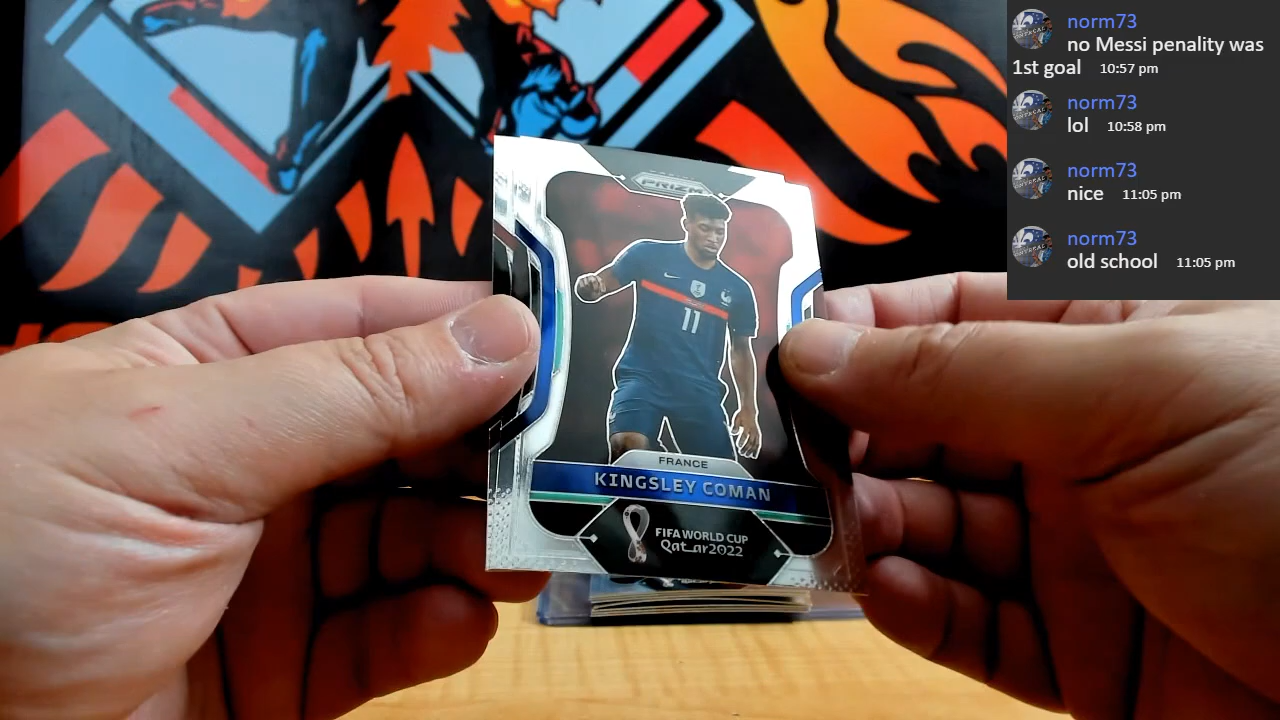 norm73
no Messi penality was
1st goal 10:57 pm
norm73
lol 10:58 pm
norm73
nice 11:05 pm
norm73
old school 11:05 pm
PRIZM
11
FRANCE
KINGSLEY COMAN
FIFA WORLD CUP
Qatar2022